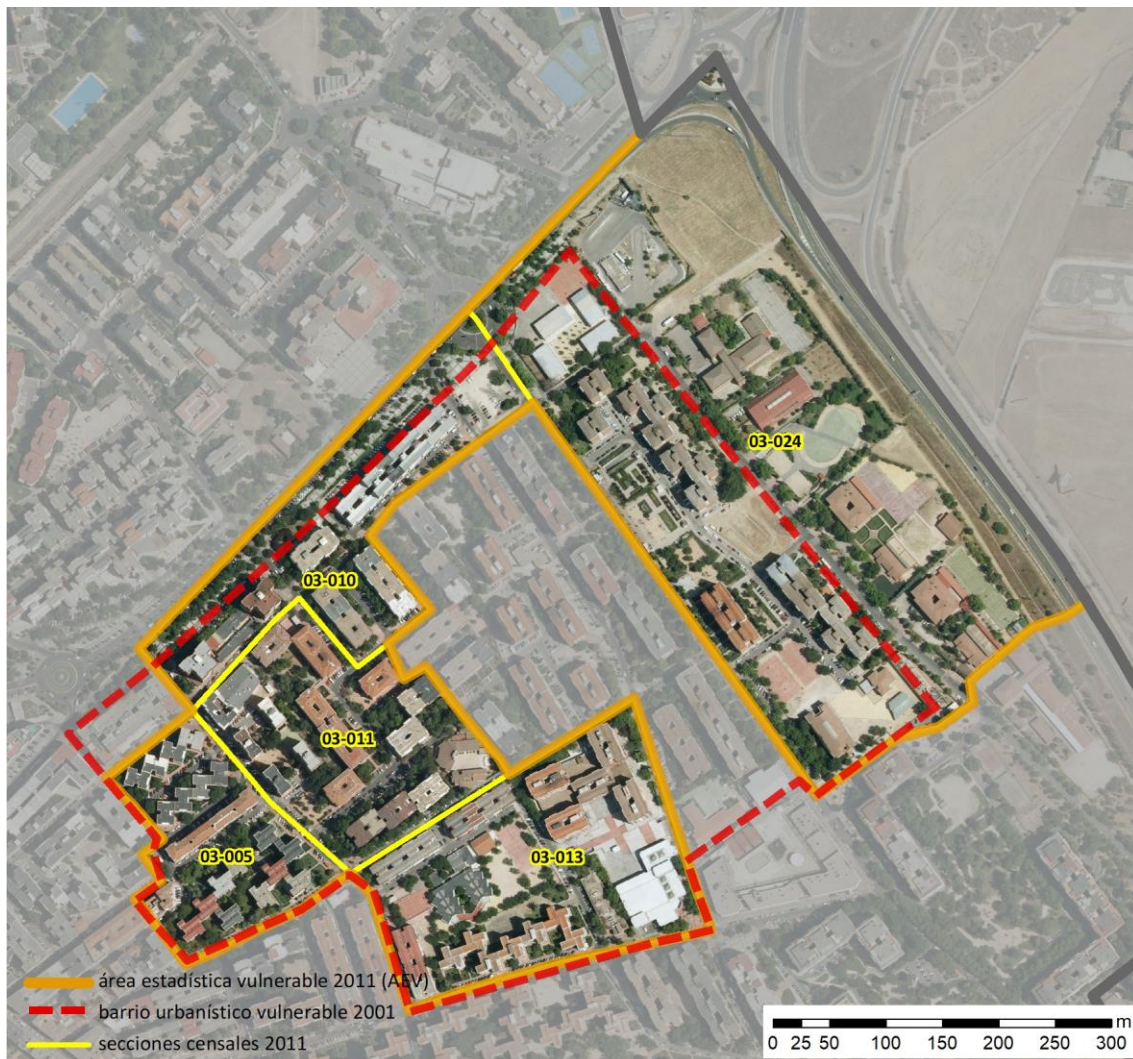 03-024
03-010
03-011
03-005
03-013
área estadística vulnerable 2011 (AEV)
barrio urbanístico vulnerable 2001
secciones censales 2011
m
0 25 50 100 150 200 250 300